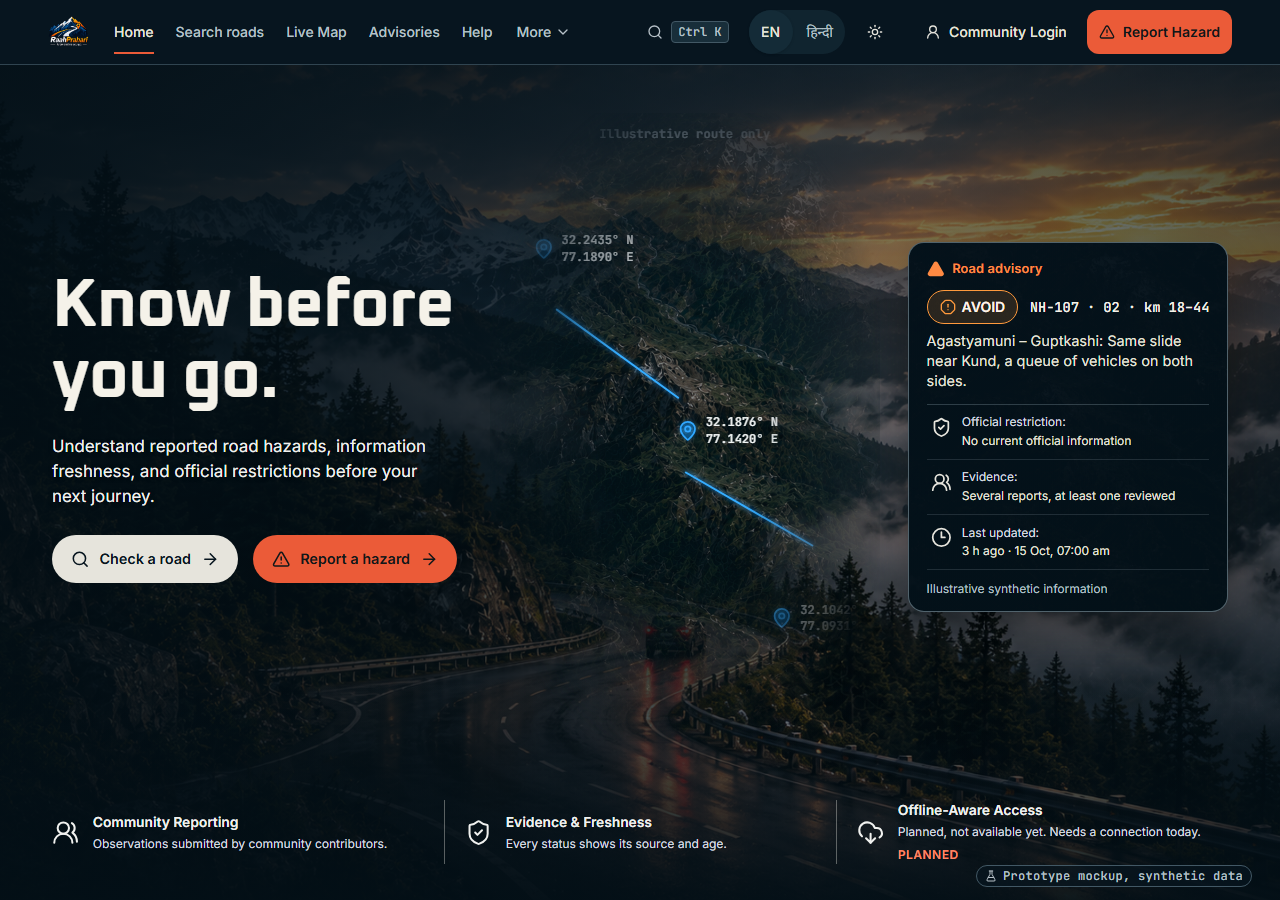 RaahPrahari
Home
Search roads
Live Map
Advisories
Help
More
Ctrl K
EN
हिन्दी
Community Login
Report Hazard
Illustrative route only
32.2435° N
77.1890° E
Know before
you go.
Understand reported road hazards, information
freshness, and official restrictions before your
next journey.
Check a road
Report a hazard
32.1876° N
77.1420° E
32.1042
77.0931
Road advisory
AVOID
NH-107 · 02 · km 18–44
Agastyamuni – Guptkashi: Same slide
near Kund, a queue of vehicles on both
sides.
Official restriction:
No current official information
Evidence:
Several reports, at least one reviewed
Last updated:
3 h ago · 15 Oct, 07:00 am
Illustrative synthetic information
Community Reporting
Observations submitted by community contributors.
Evidence & Freshness
Every status shows its source and age.
Offline-Aware Access
Planned, not available yet. Needs a connection today.
PLANNED
Prototype mockup, synthetic data